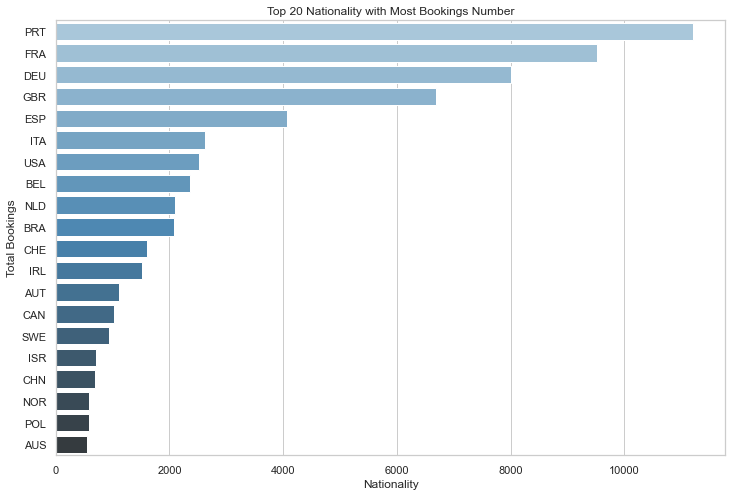 Top 20 Nationality with Most Bookings Number
PRT
FRA
DEU
GBR
ESP
ITA
USA
BEL
NLD
BRA
CHE
IRL
AUT
CAN
SWE
ISR
CHN
NOR
POL
AUS
Total Bookings
0 2000 4000 6000 8000 10000
Nationality